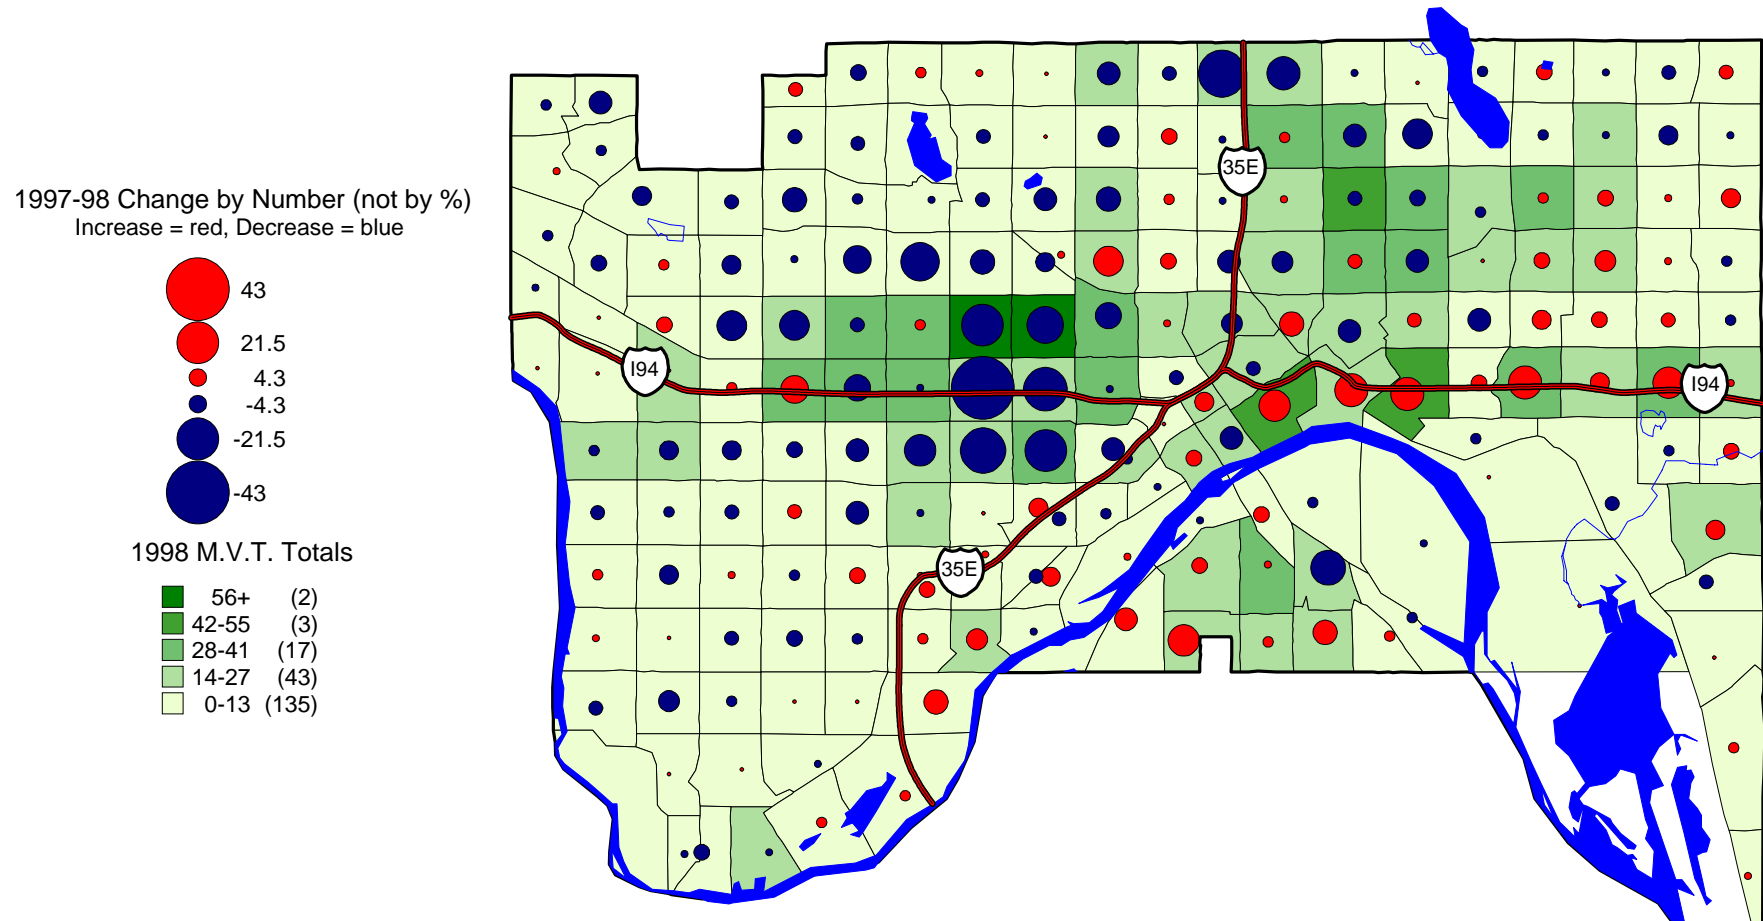 1997-98 Change by Number (not by %)
Increase = red, Decrease = blue
43
21.5
4.3
-4.3
-21.5
-43
1998 M.V.T. Totals
56+ (2)
42-55 (3)
28-41 (17)
14-27 (43)
0-13 (135)
35E
I94
I94
35E